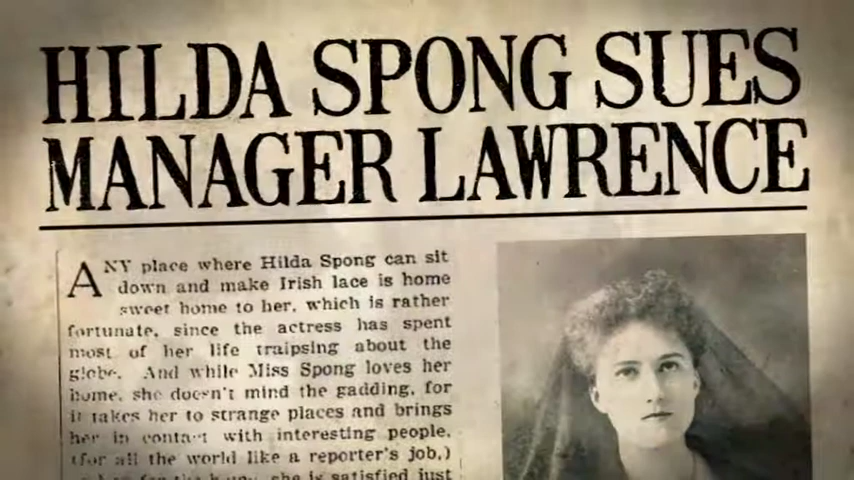 HILDA SPONG SUES
MANAGER LAWRENCE
ANY place where Hilda Spong can sit
down and make Irish lace is home
sweet home to her, which is rather
fortunate, since the actress has spent
most of her life traipsing about the
globe. And while Miss Spong loves her
home, she doesn't mind the gadding, for
it takes her to strange places and brings
her in contact with interesting people,
(for all the world like a reporter's job,)
she is satisfied just